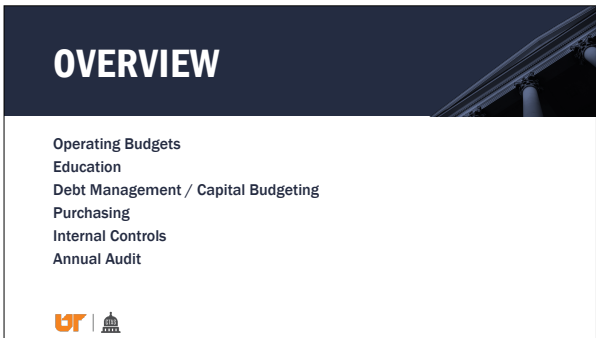 OVERVIEW
Operating Budgets
Education
Debt Management / Capital Budgeting
Purchasing
Internal Controls
Annual Audit
UT